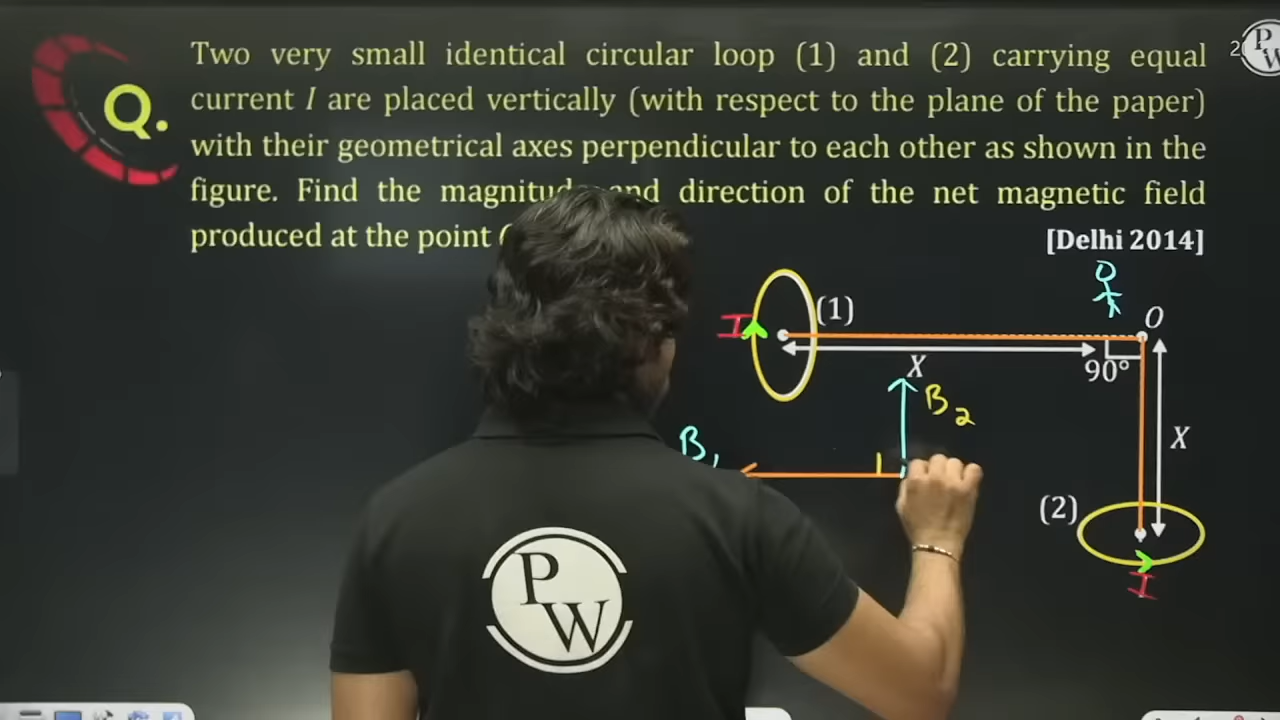 Two very small identical circular loop (1) and (2) carrying equal
Q. current I are placed vertically (with respect to the plane of the paper)
with their geometrical axes perpendicular to each other as shown in the
figure. Find the and direction of the net magnetic field
produced at the point
[Delhi 2014]
PW
I
(1)
O
X
90°
B₂
B₁
X
(2)
I
PW